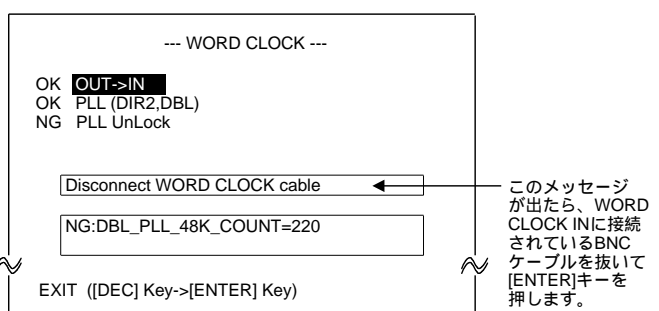 --- WORD CLOCK ---
OK OUT->IN
OK PLL (DIR2,DBL)
NG PLL UnLock
Disconnect WORD CLOCK cable
NG:DBL_PLL_48K_COUNT=220
EXIT ([DEC] Key->[ENTER] Key)
このメッセージ
が出たら、WORD
CLOCK INに接続
されているBNC
ケーブルを抜いて
[ENTER]キーを
押します。